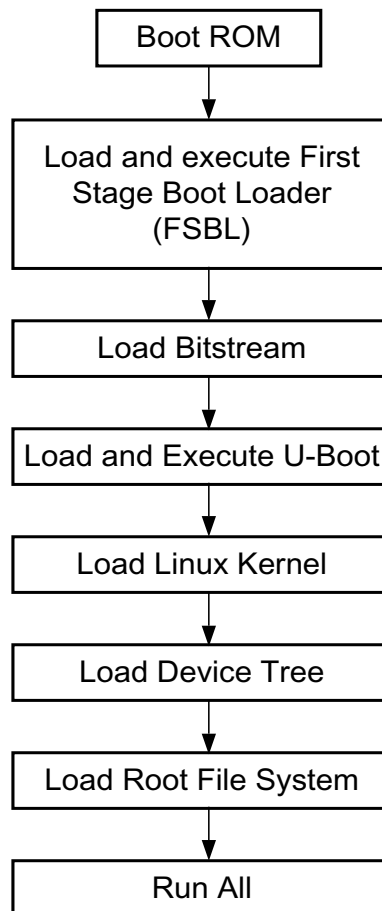 Boot ROM
Load and execute First
Stage Boot Loader
(FSBL)
Load Bitstream
Load and Execute U-Boot
Load Linux Kernel
Load Device Tree
Load Root File System
Run All